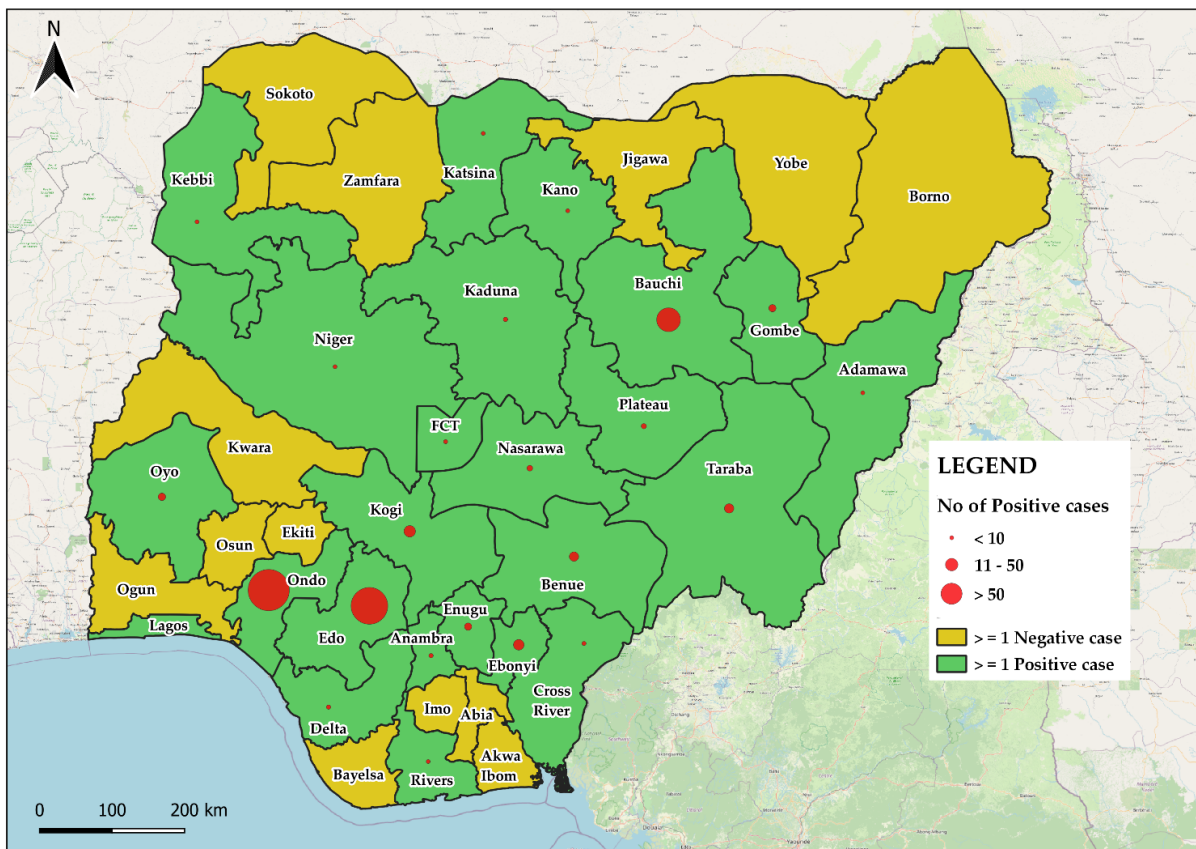 N
Sokoto
Kebbi
Zamfara
Katsina
Kano
Jigawa
Yobe
Borno
Kaduna
Bauchi
Gombe
Niger
Adamawa
Plateau
FCT
Nasarawa
Taraba
Kwara
Oyo
Kogi
Osun
Ekiti
Benue
Ogun
Ondo
Lagos
Edo
Enugu
Anambra
Ebonyi
Cross
River
Delta
Imo
Abia
Akwa
Ibom
Bayelsa
Rivers
LEGEND
No of Positive cases
< 10
11 - 50
> 50
> = 1 Negative case
> = 1 Positive case
0 100 200 km
Douala
Yaoundé